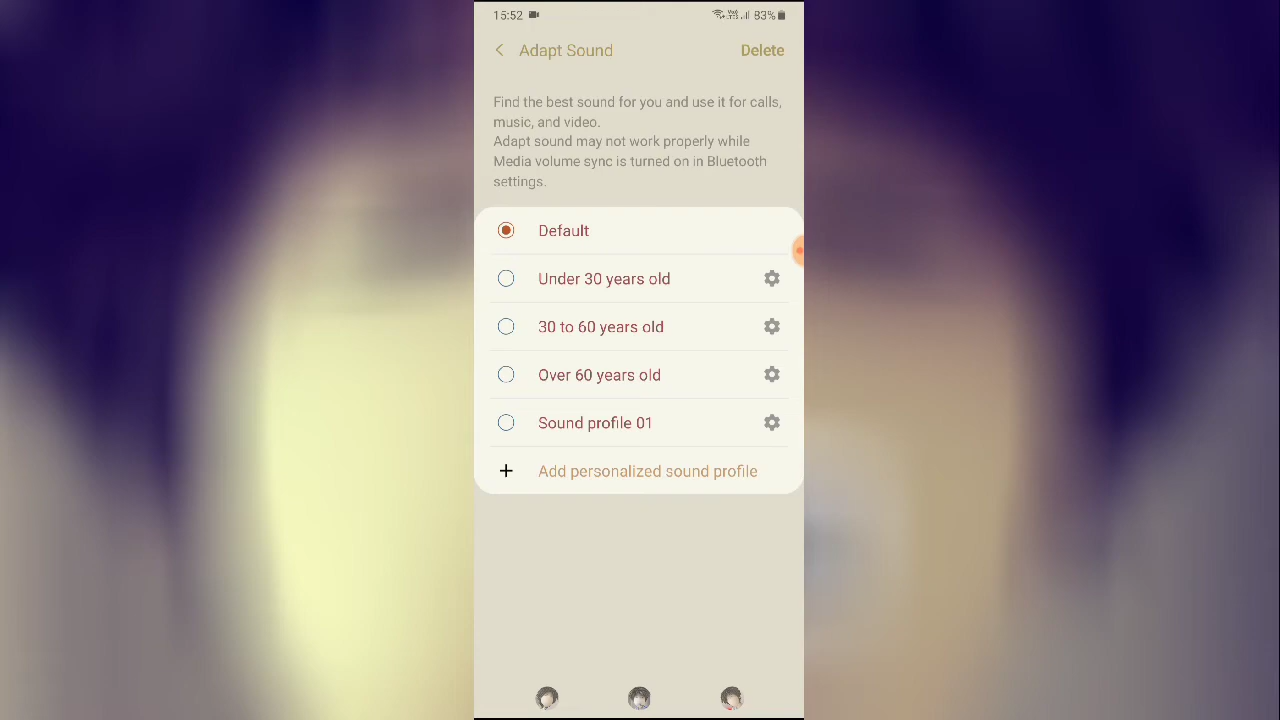 15:52
83%
Adapt Sound
Delete
Find the best sound for you and use it for calls,
music, and video.
Adapt sound may not work properly while
Media volume sync is turned on in Bluetooth
settings.
Default
Under 30 years old
30 to 60 years old
Over 60 years old
Sound profile 01
Add personalized sound profile